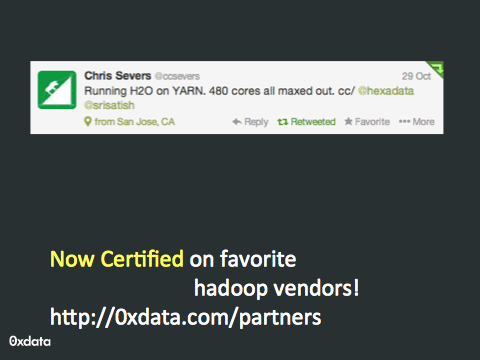 Chris Severs @ccsevers 29 Oct
Running H2O on YARN. 480 cores all maxed out. cc/ @hexadata
@srisatish
from San Jose, CA Reply Retweeted Favorite More
Now Certified on favorite
hadoop vendors!
http://0xdata.com/partners
0xdata